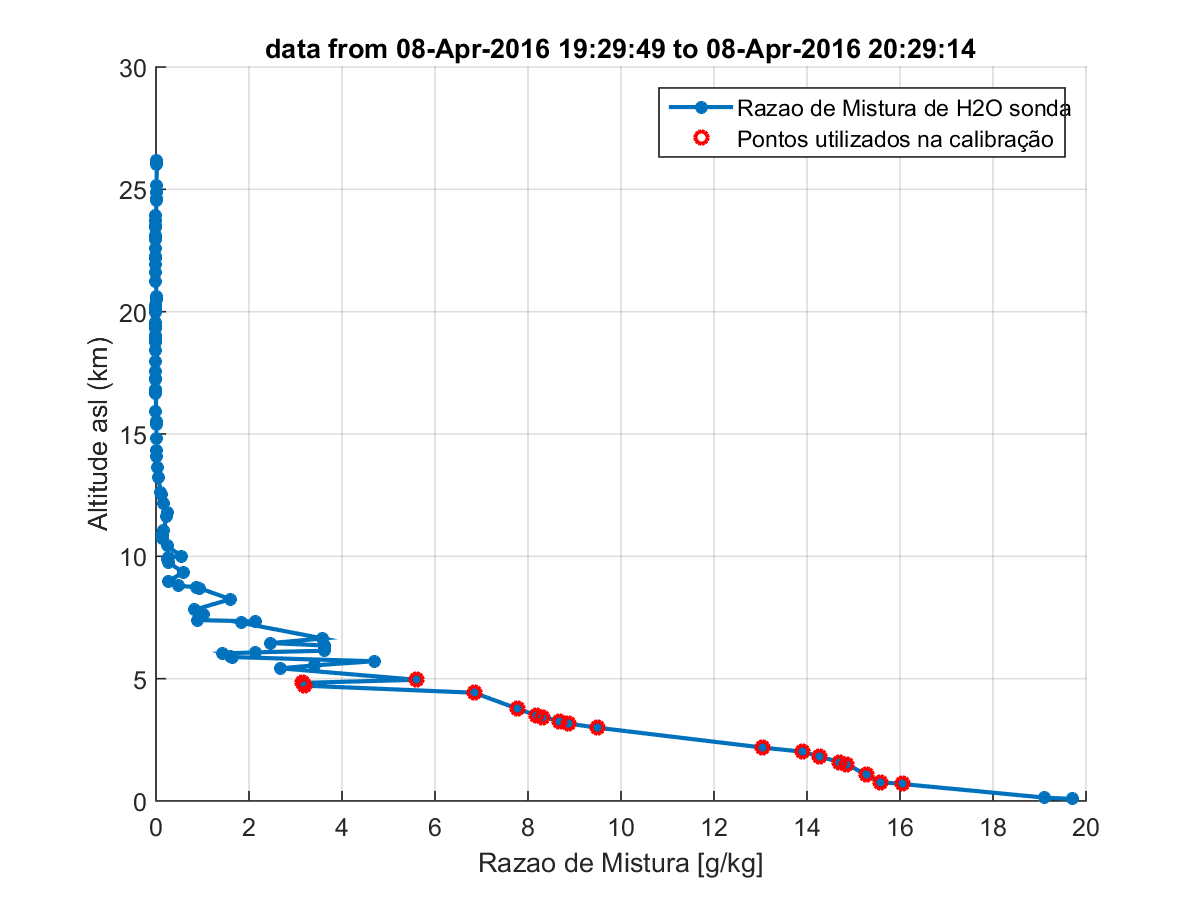 data from 08-Apr-2016 19:29:49 to 08-Apr-2016 20:29:14
Razao de Mistura de H2O sonda
Pontos utilizados na calibração
30
25
20
15
10
5
0
Altitude asl (km)
0 2 4 6 8 10 12 14 16 18 20
Razao de Mistura [g/kg]